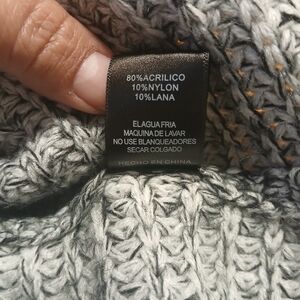 80%ACRILICO
10%NYLON
10%LANA
ELAGUA FRIA
MAQUINA DE LAVAR
NO USE BLANQUEADORES
SECAR COLGADO
HECHO EN CHINA